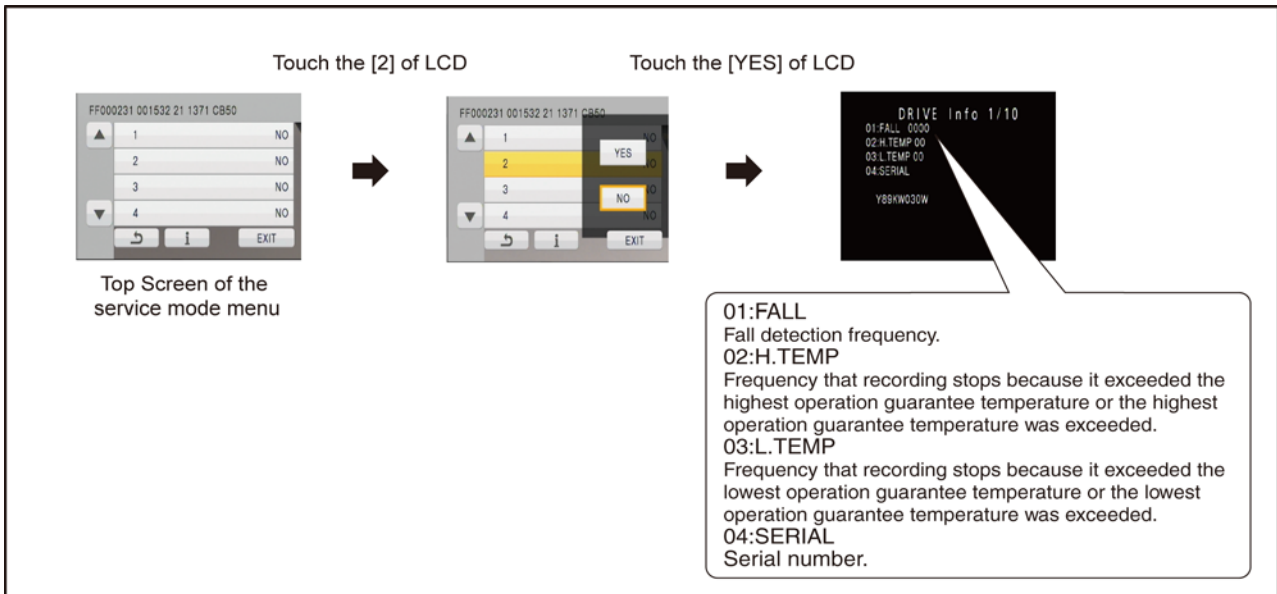 Touch the [2] of LCD
Touch the [YES] of LCD
FF000231 001532 21 1371 CB50
1 NO
2 NO
3 NO
4 NO
i EXIT
Top Screen of the
service mode menu
FF000231 001532 21 1371 CB50
1 NO
2 NO
3 NO
4 NO
YES
NO
i EXIT
DRIVE Info 1/10
01:FALL 0000
02:H.TEMP 00
03:L.TEMP 00
04:SERIAL
Y89KW030W
01:FALL
Fall detection frequency.
02:H.TEMP
Frequency that recording stops because it exceeded the
highest operation guarantee temperature or the highest
operation guarantee temperature was exceeded.
03:L.TEMP
Frequency that recording stops because it exceeded the
lowest operation guarantee temperature or the lowest
operation guarantee temperature was exceeded.
04:SERIAL
Serial number.